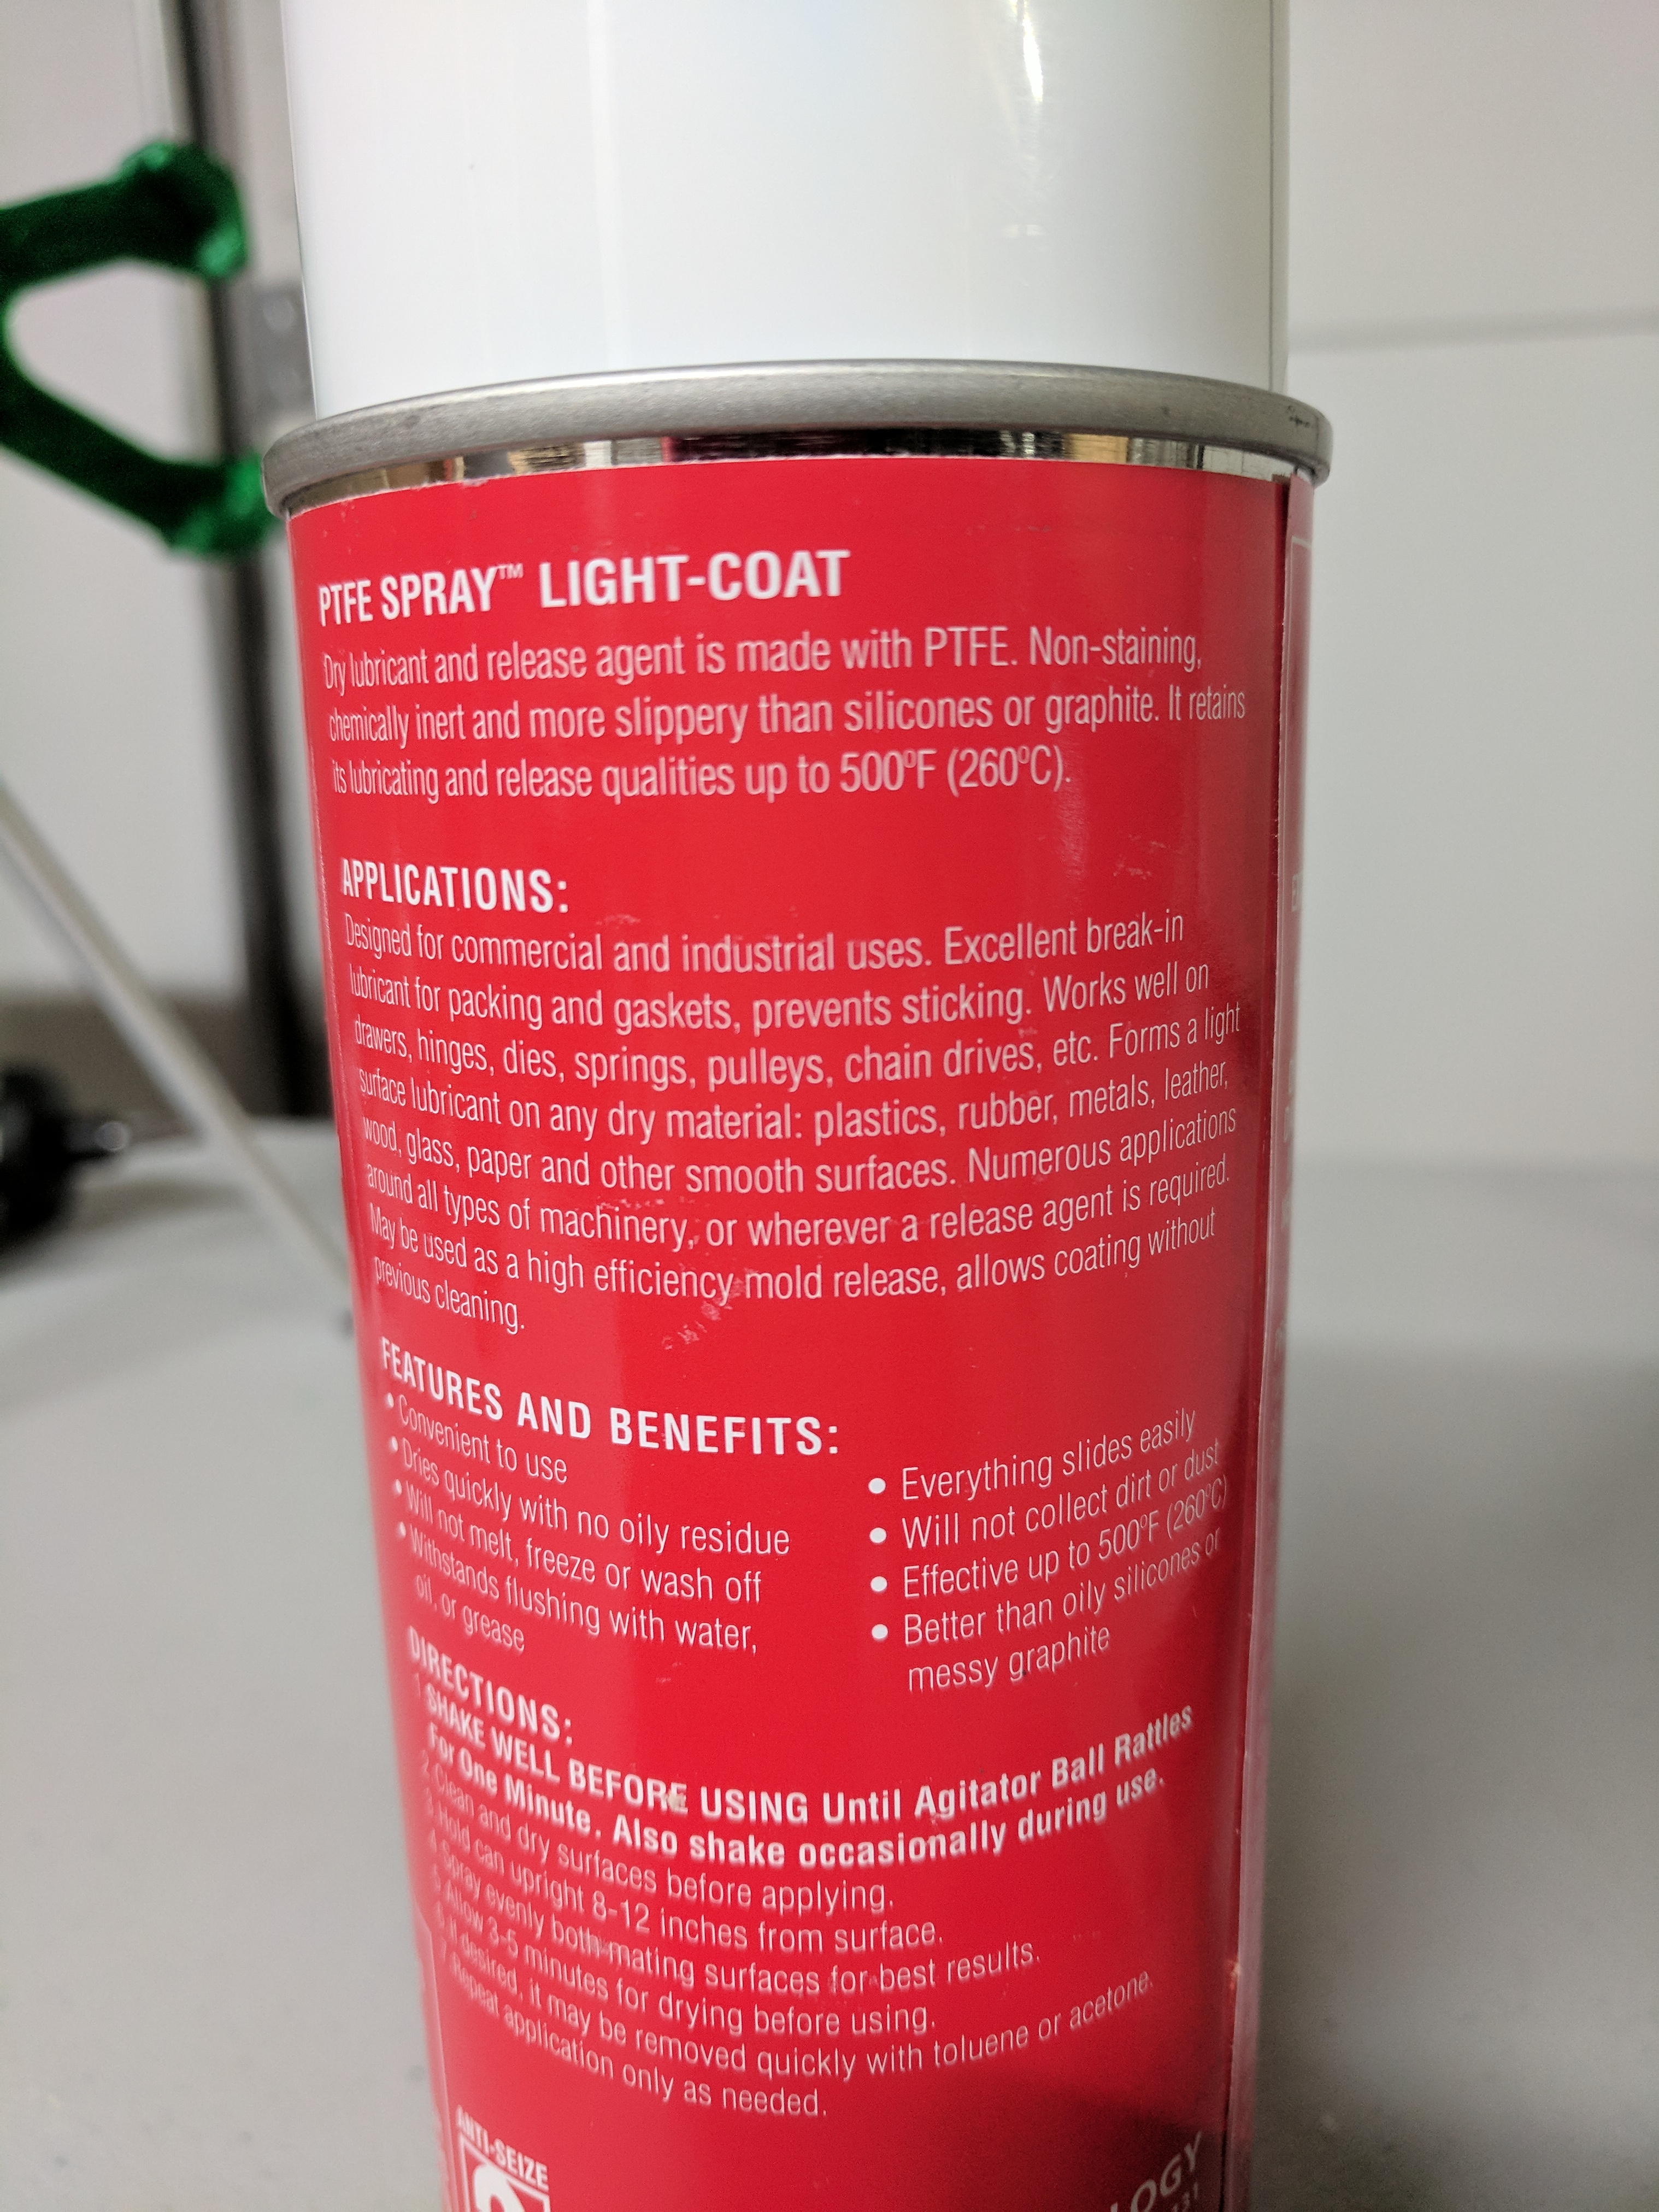 PTFE SPRAY™ LIGHT-COAT
Dry lubricant and release agent is made with PTFE. Non-staining,
chemically inert and more slippery than silicones or graphite. It retains
its lubricating and release qualities up to 500ºF (260ºC).
APPLICATIONS:
Designed for commercial and industrial uses. Excellent break-in
lubricant for packing and gaskets, prevents sticking. Works well on
drawers, hinges, dies, springs, pulleys, chain drives, etc. Forms a light
surface lubricant on any dry material: plastics, rubber, metals, leather,
wood, glass, paper and other smooth surfaces. Numerous applications
around all types of machinery, or wherever a release agent is required.
May be used as a high efficiency mold release, allows coating without
previous cleaning.
FEATURES AND BENEFITS:
• Convenient to use
• Dries quickly with no oily residue
• Will not melt, freeze or wash off
• Withstands flushing with water,
oil, or grease
• Everything slides easily
• Will not collect dirt or dust
• Effective up to 500ºF (260ºC)
• Better than oily silicones or
messy graphite
DIRECTIONS:
1 SHAKE WELL BEFORE USING Until Agitator Ball Rattles
For One Minute. Also shake occasionally during use.
2 Clean and dry surfaces before applying.
3 Hold can upright 8-12 inches from surface.
4 Spray evenly both mating surfaces for best results.
5 Allow 3-5 minutes for drying before using.
6 If desired, it may be removed quickly with toluene or acetone.
7 Repeat application only as needed.
ANTI-SEIZE
LOGY
131